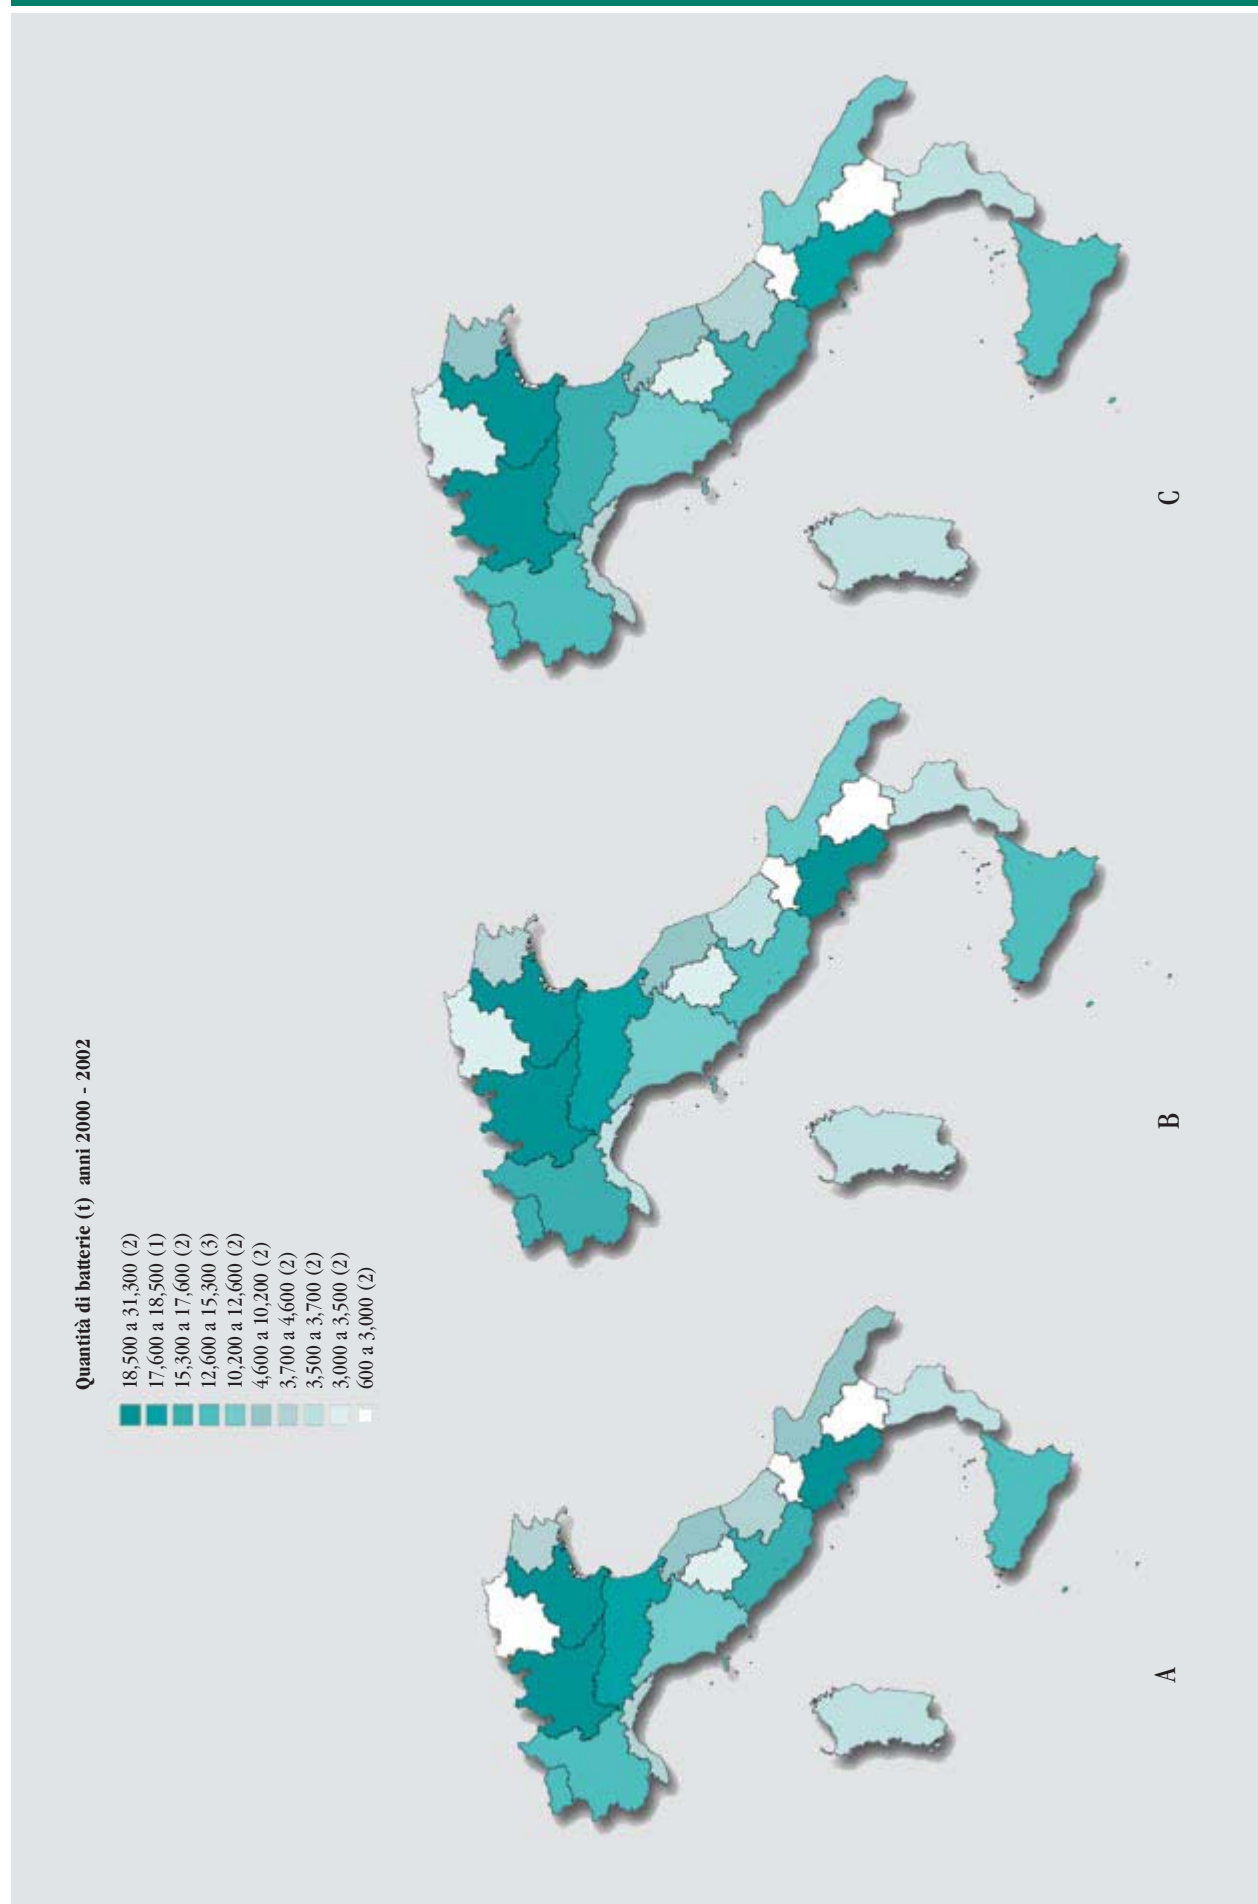 Quantità di batterie (t) anni 2000 - 2002
18,500 a 31,300 (2)
17,600 a 18,500 (1)
15,300 a 17,600 (2)
12,600 a 15,300 (3)
10,200 a 12,600 (2)
4,600 a 10,200 (2)
3,700 a 4,600 (2)
3,500 a 3,700 (2)
3,000 a 3,500 (2)
600 a 3,000 (2)
A
B
C